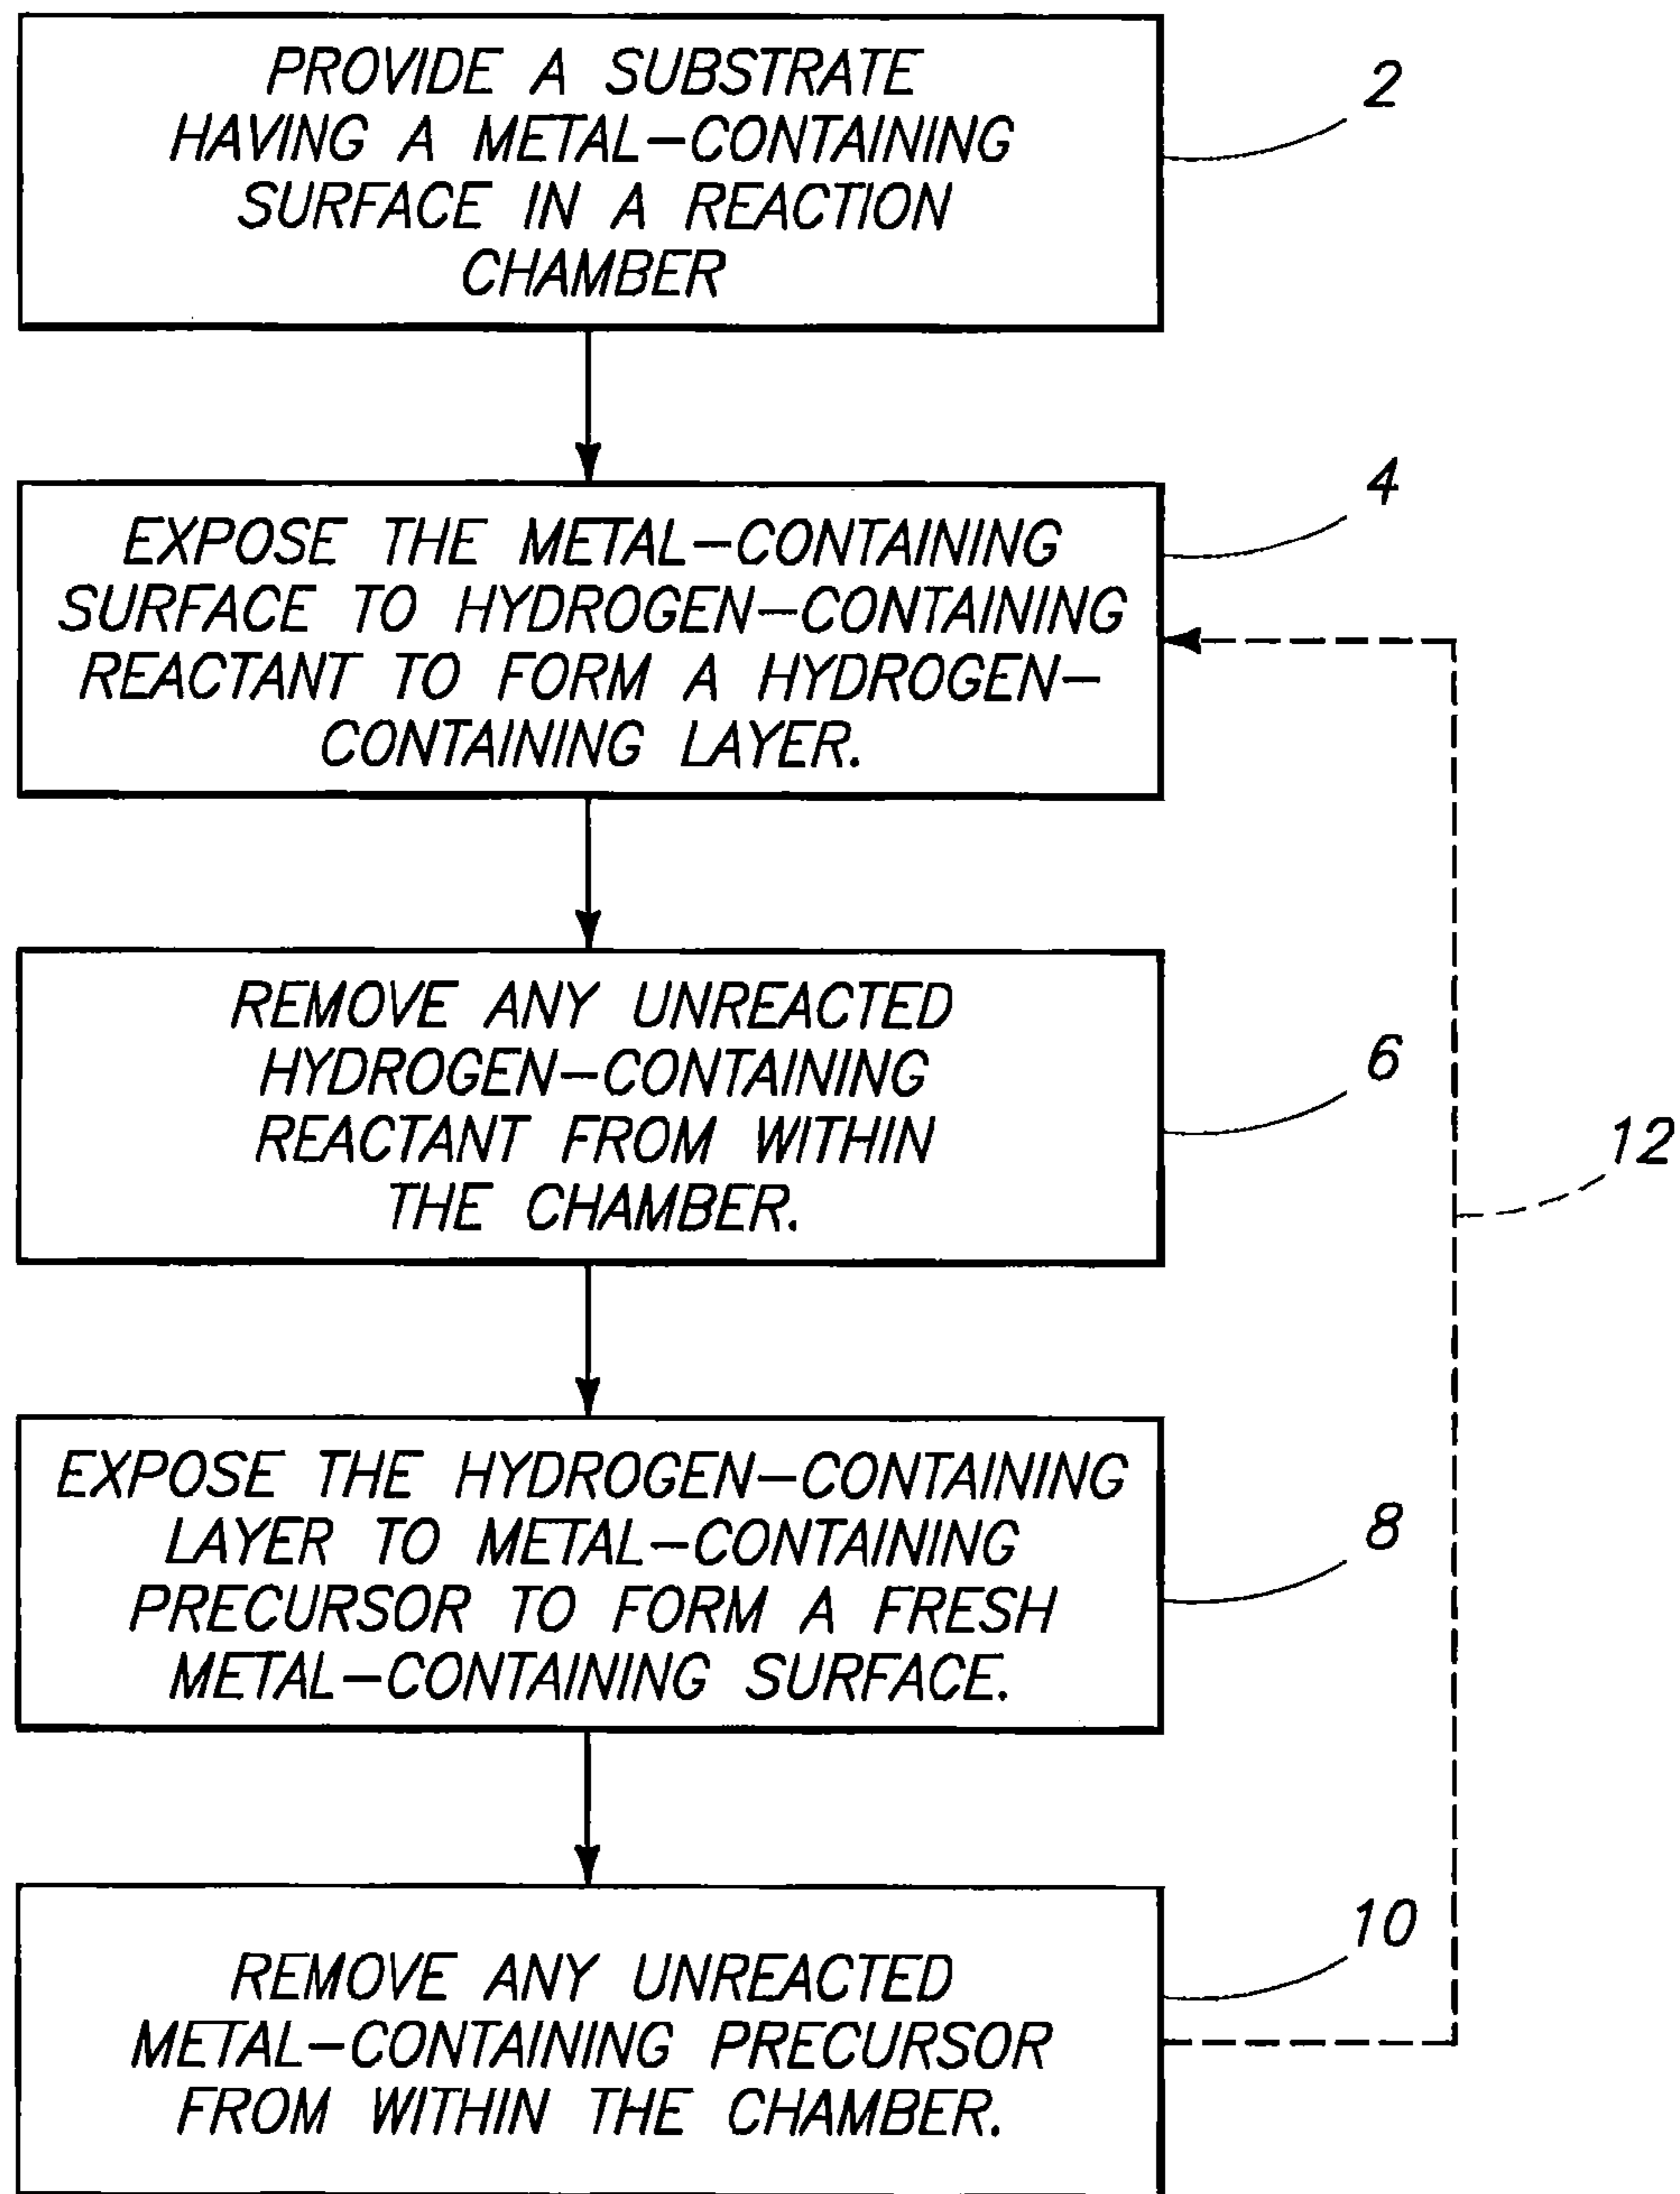 PROVIDE A SUBSTRATE
HAVING A METAL-CONTAINING
SURFACE IN A REACTION
CHAMBER
2
EXPOSE THE METAL-CONTAINING
SURFACE TO HYDROGEN-CONTAINING
REACTANT TO FORM A HYDROGEN-
CONTAINING LAYER.
4
REMOVE ANY UNREACTED
HYDROGEN-CONTAINING
REACTANT FROM WITHIN
THE CHAMBER.
6
12
EXPOSE THE HYDROGEN-CONTAINING
LAYER TO METAL-CONTAINING
PRECURSOR TO FORM A FRESH
METAL-CONTAINING SURFACE.
8
REMOVE ANY UNREACTED
METAL-CONTAINING PRECURSOR
FROM WITHIN THE CHAMBER.
10